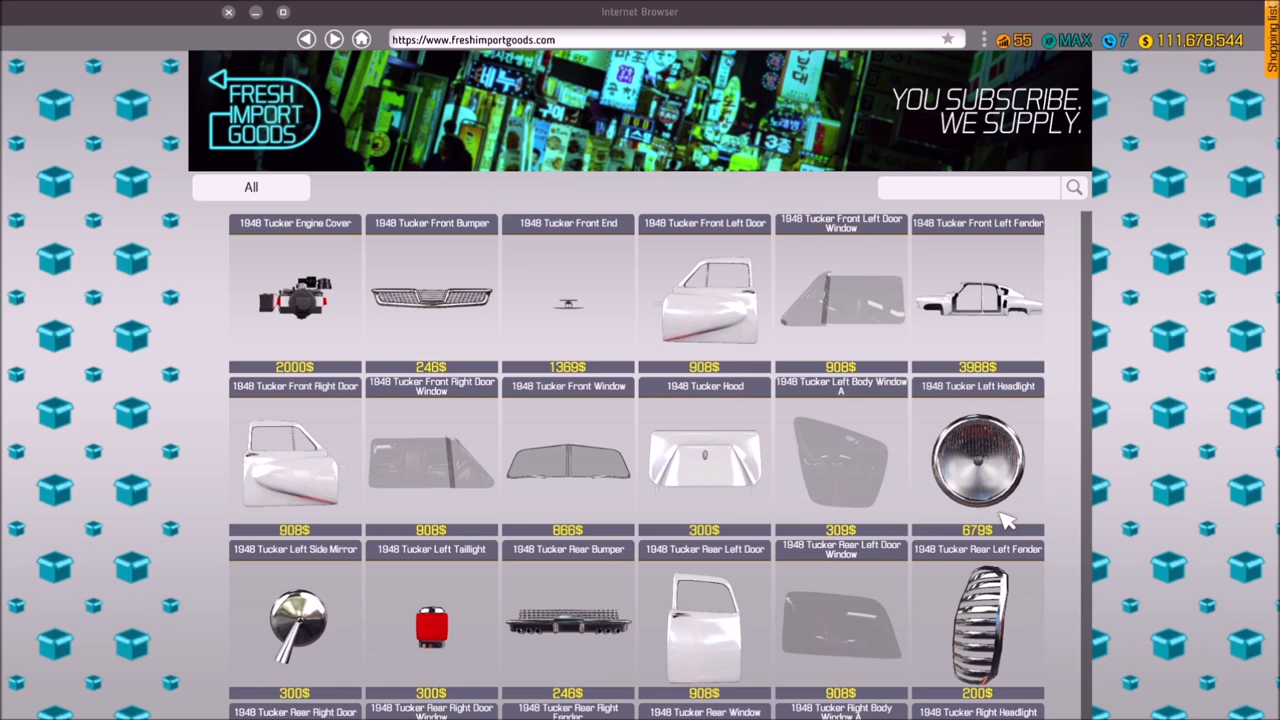 Internet Browser
https://www.freshimportgoods.com
55
XP MAX
7
$ 111,678,544
Shopping list
FRESH
IMPORT
GOODS
YOU SUBSCRIBE.
WE SUPPLY.
All
1948 Tucker Engine Cover
1948 Tucker Front Bumper
1948 Tucker Front End
1948 Tucker Front Left Door
1948 Tucker Front Left Door
Window
1948 Tucker Front Left Fender
2000$
246$
1369$
908$
908$
3988$
1948 Tucker Front Right Door
1948 Tucker Front Right Door
Window
1948 Tucker Front Window
1948 Tucker Hood
1948 Tucker Left Body Window
A
1948 Tucker Left Headlight
908$
908$
866$
300$
309$
679$
1948 Tucker Left Side Mirror
1948 Tucker Left Taillight
1948 Tucker Rear Bumper
1948 Tucker Rear Left Door
1948 Tucker Rear Left Door
Window
1948 Tucker Rear Left Fender
300$
300$
246$
908$
908$
200$
1948 Tucker Rear Right Door
1948 Tucker Rear Right Door
Window
1948 Tucker Rear Right
Fender
1948 Tucker Rear Window
1948 Tucker Right Body
Window A
1948 Tucker Right Headlight